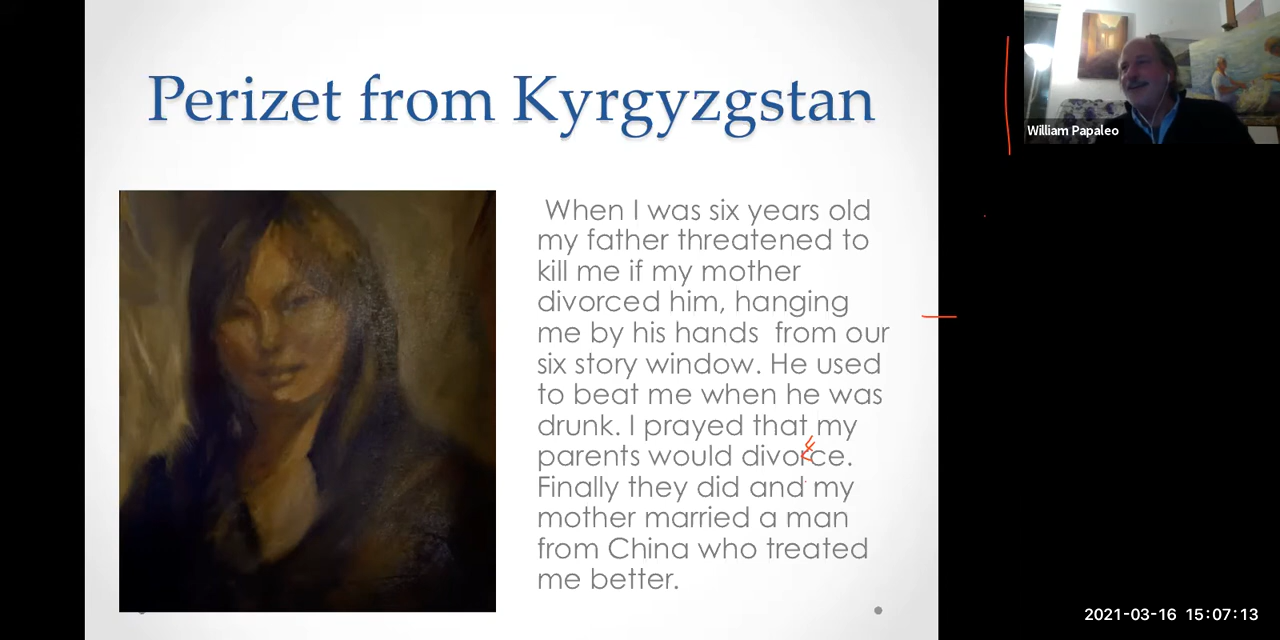 Perizet from Kyrgyzgstan
When I was six years old
my father threatened to
kill me if my mother
divorced him, hanging
me by his hands from our
six story window. He used
to beat me when he was
drunk. I prayed that my
parents would divorce.
Finally they did and my
mother married a man
from China who treated
me better.
William Papaleo
2021-03-16 15:07:13